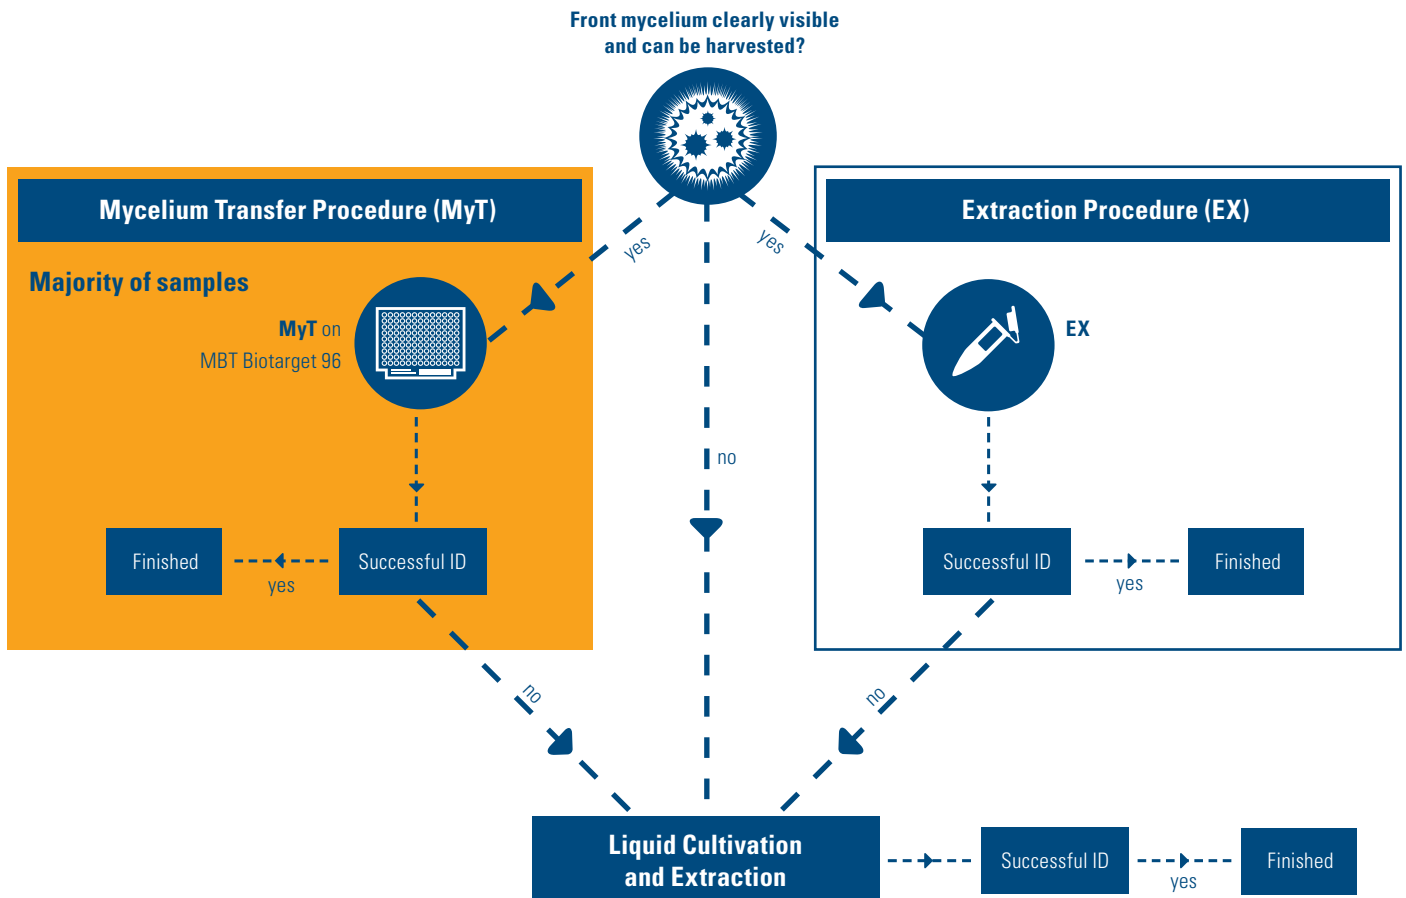 Front mycelium clearly visible
and can be harvested?
Mycelium Transfer Procedure (MyT)
Extraction Procedure (EX)
yes
yes
Majority of samples
MyT on
MBT Biotarget 96
EX
no
Finished
yes
Successful ID
Successful ID
yes
Finished
no
no
Liquid Cultivation
and Extraction
Successful ID
yes
Finished